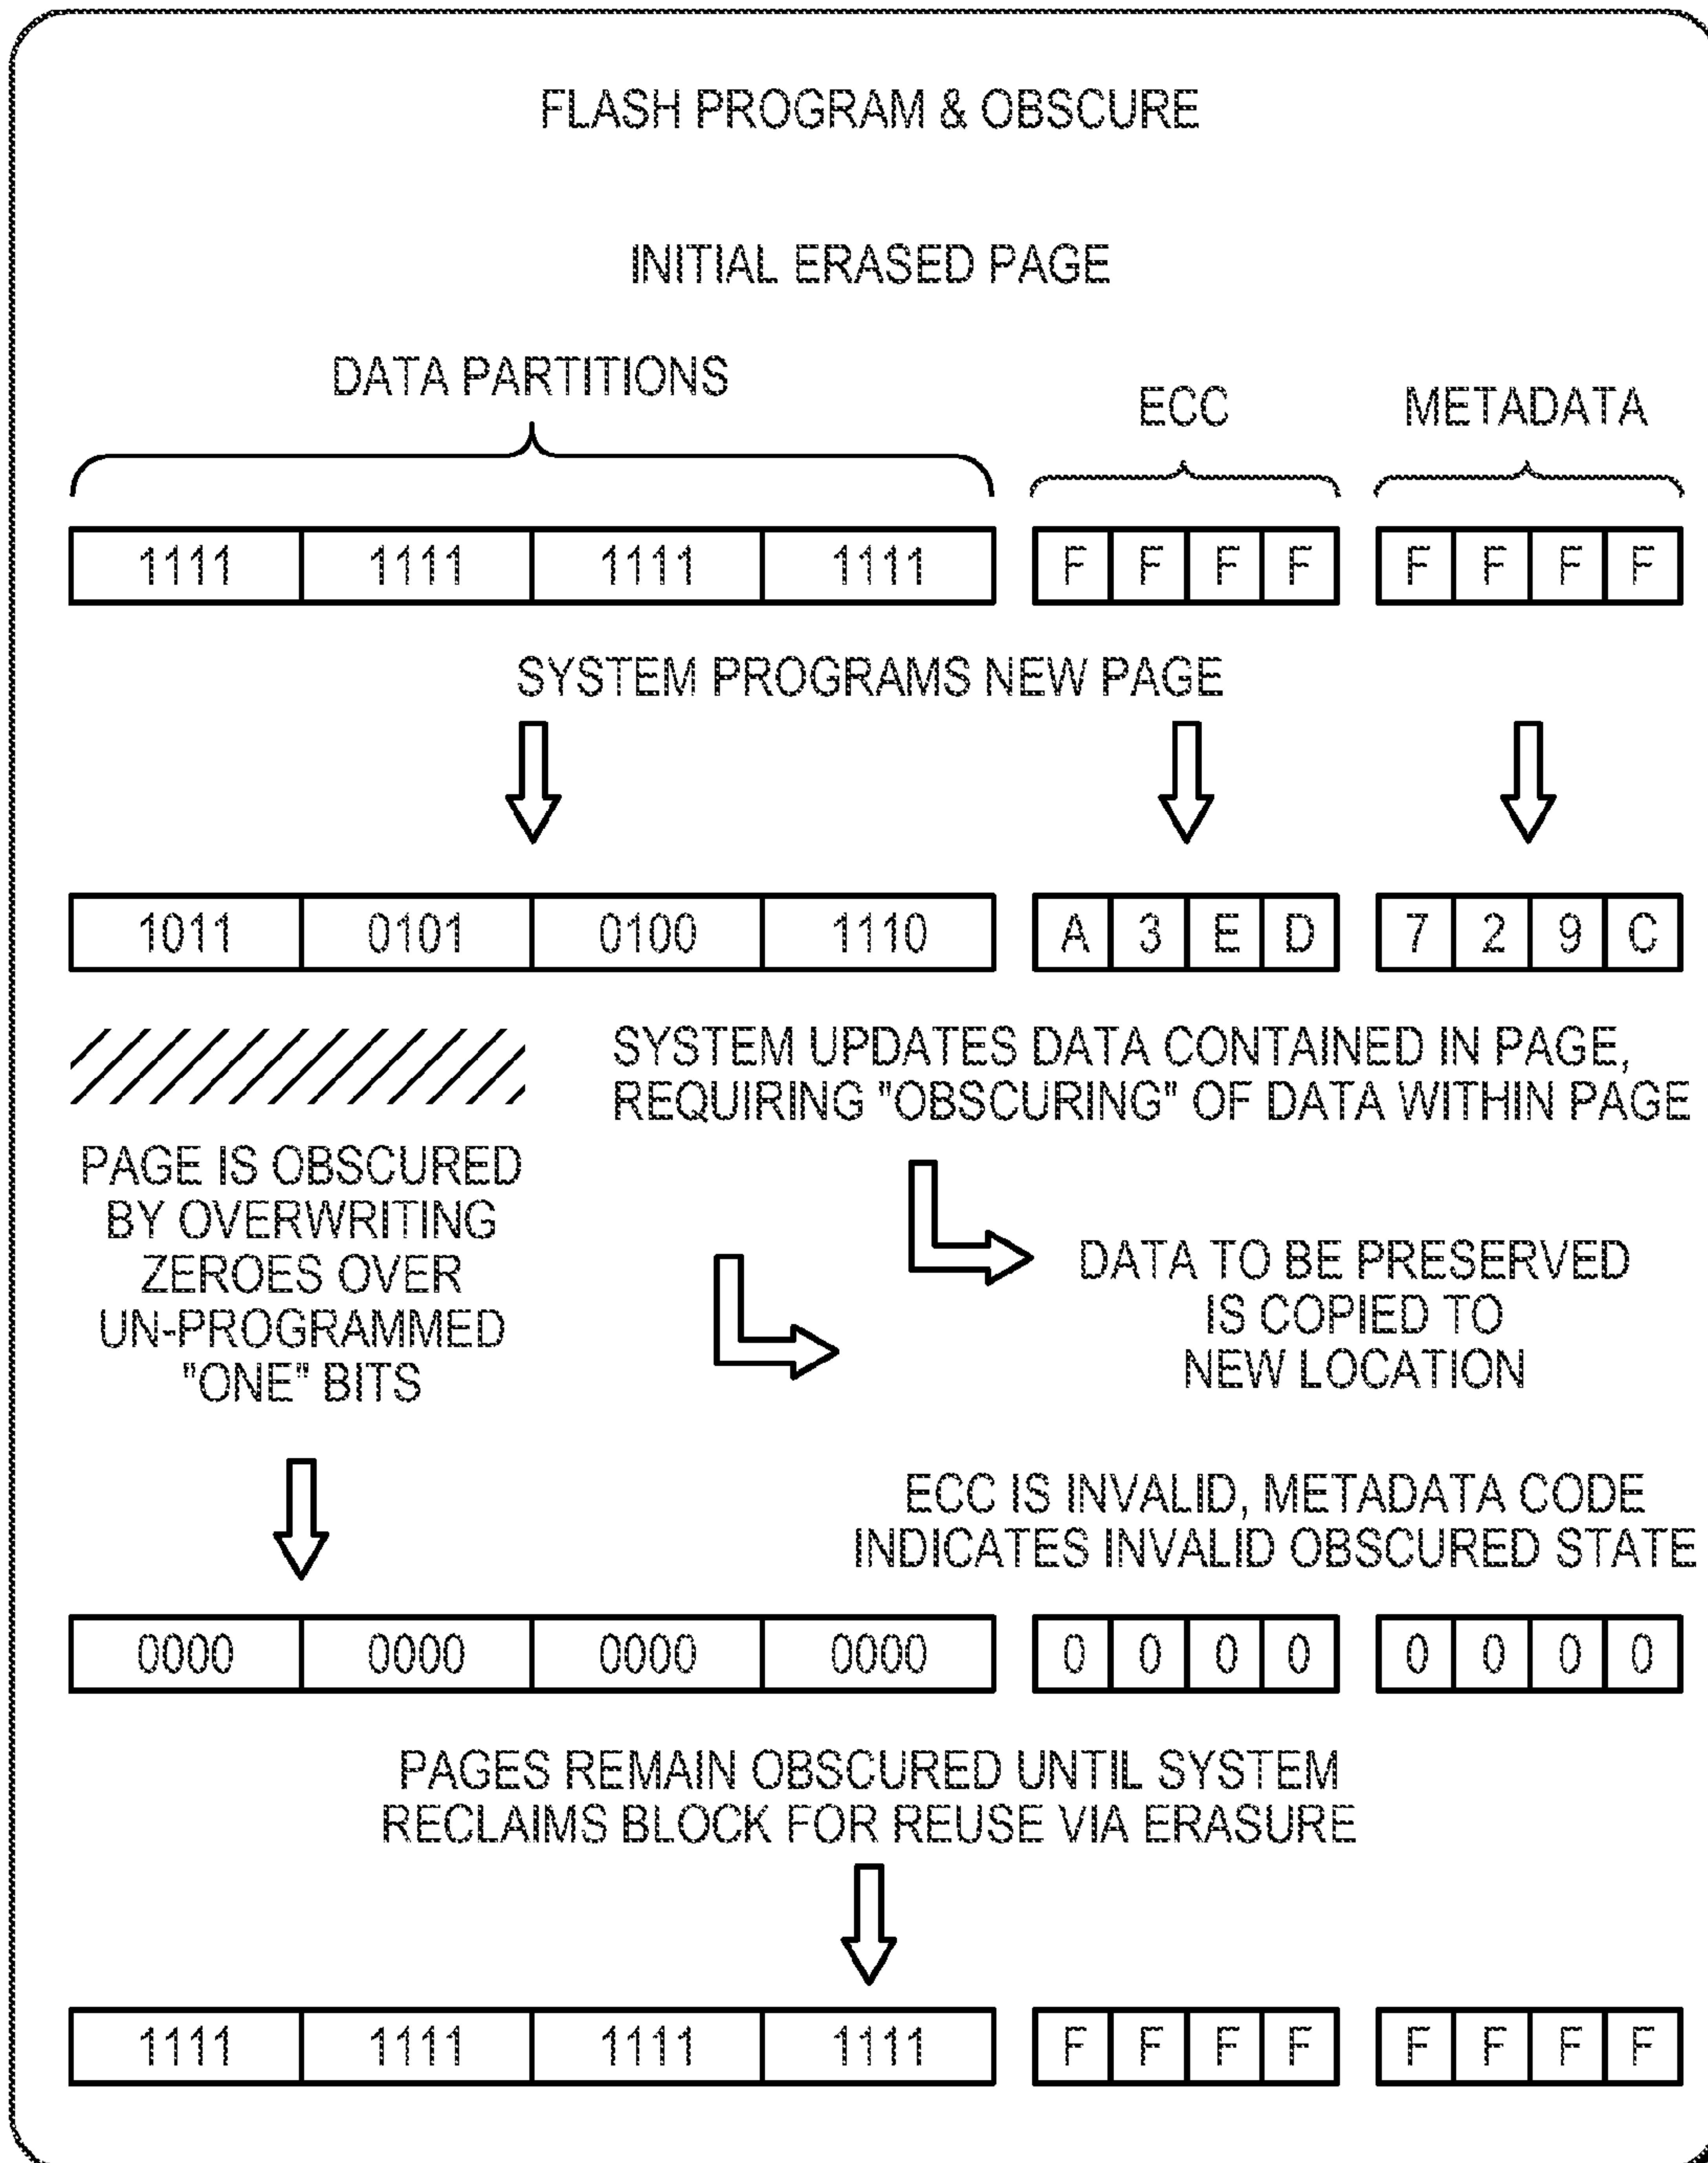 FLASH PROGRAM & OBSCURE
INITIAL ERASED PAGE
DATA PARTITIONS
ECC
METADATA
1111 1111 1111 1111 F F F F F F F F
SYSTEM PROGRAMS NEW PAGE
1011 0101 0100 1110 A 3 E D 7 2 9 C
SYSTEM UPDATES DATA CONTAINED IN PAGE,
REQUIRING "OBSCURING" OF DATA WITHIN PAGE
PAGE IS OBSCURED
BY OVERWRITING
ZEROES OVER
UN-PROGRAMMED
"ONE" BITS
DATA TO BE PRESERVED
IS COPIED TO
NEW LOCATION
ECC IS INVALID, METADATA CODE
INDICATES INVALID OBSCURED STATE
0000 0000 0000 0000 0 0 0 0 0 0 0 0
PAGES REMAIN OBSCURED UNTIL SYSTEM
RECLAIMS BLOCK FOR REUSE VIA ERASURE
1111 1111 1111 1111 F F F F F F F F